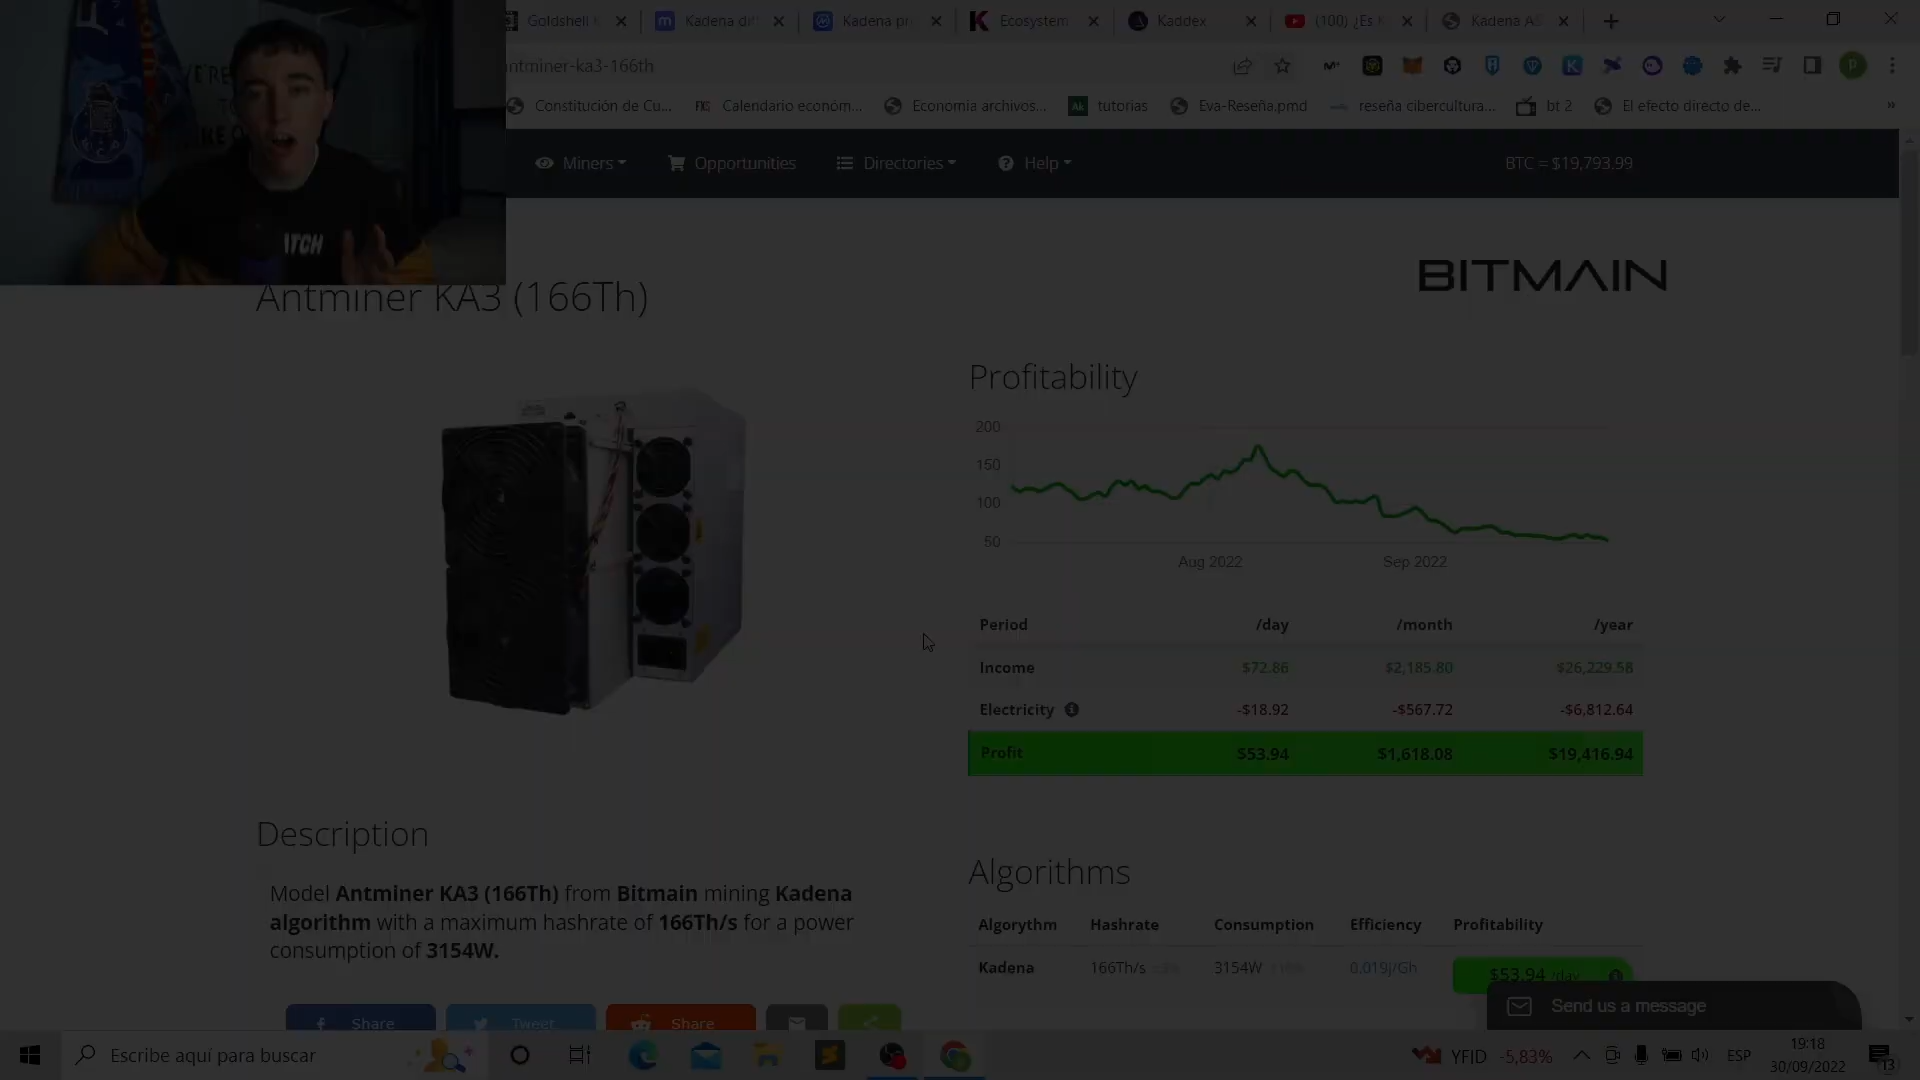 Goldshell K
Kadena dif
Kadena pr
Ecosystem
Kaddex
(100) ¿Es K
Kadena AS
ntminer-ka3-166th
Constitución de Cu...
Calendario económ...
Economia archivos...
Ak
tutorias
Eva-Reseña.pmd
reseña cibercultura...
bt 2
El efecto directo de...
»
Miners
Opportunities
Directories
Help
BTC = $19,793.99
ITCH
Antminer KA3 (166Th)
BITMAIN
Profitability
200
150
100
50
Aug 2022
Sep 2022
Period /day /month /year
Income $72.86 $2,185.80 $26,229.58
Electricity -$18.92 -$567.72 -$6,812.64
Profit $53.94 $1,618.08 $19,416.94
Description
Model Antminer KA3 (166Th) from Bitmain mining Kadena
algorithm with a maximum hashrate of 166Th/s for a power
consumption of 3154W.
Algorithms
Algorythm Hashrate Consumption Efficiency Profitability
Kadena 166Th/s 3154W 0.019j/Gh $53.94 /day
Share
Tweet
Share
Send us a message
Escribe aquí para buscar
YFID -5,83%
ESP
19:18
30/09/2022
13